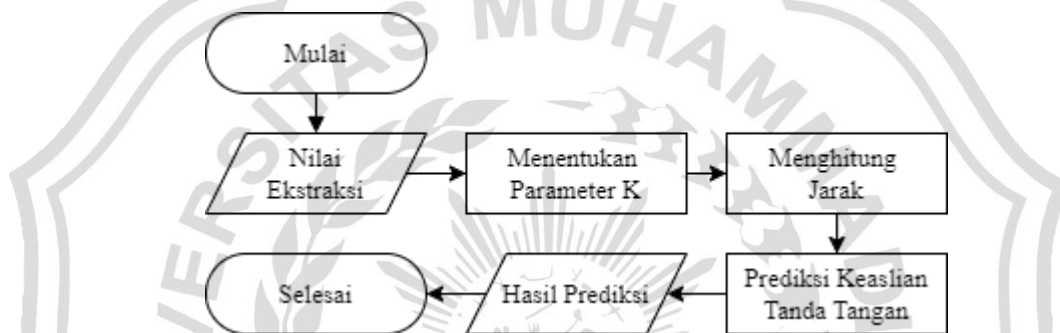 Mulai
Nilai
Ekstraksi
Menentukan
Parameter K
Menghitung
Jarak
Prediksi Keaslian
Tanda Tangan
Hasil Prediksi
Selesai